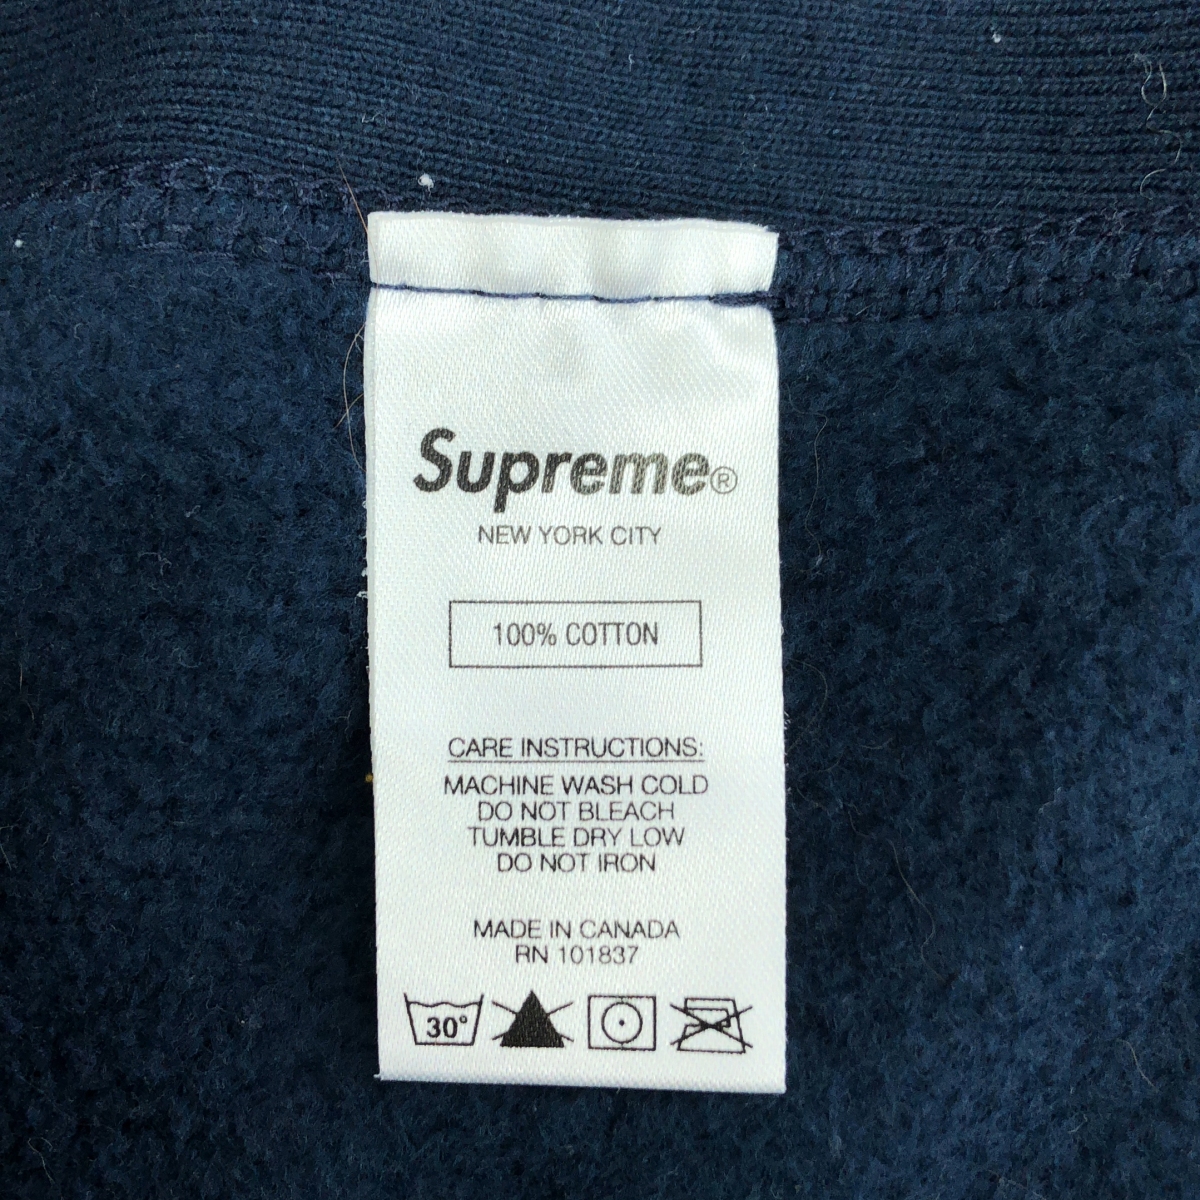 Supreme®
NEW YORK CITY
100% COTTON
CARE INSTRUCTIONS:
MACHINE WASH COLD
DO NOT BLEACH
TUMBLE DRY LOW
DO NOT IRON
MADE IN CANADA
RN 101837
30°